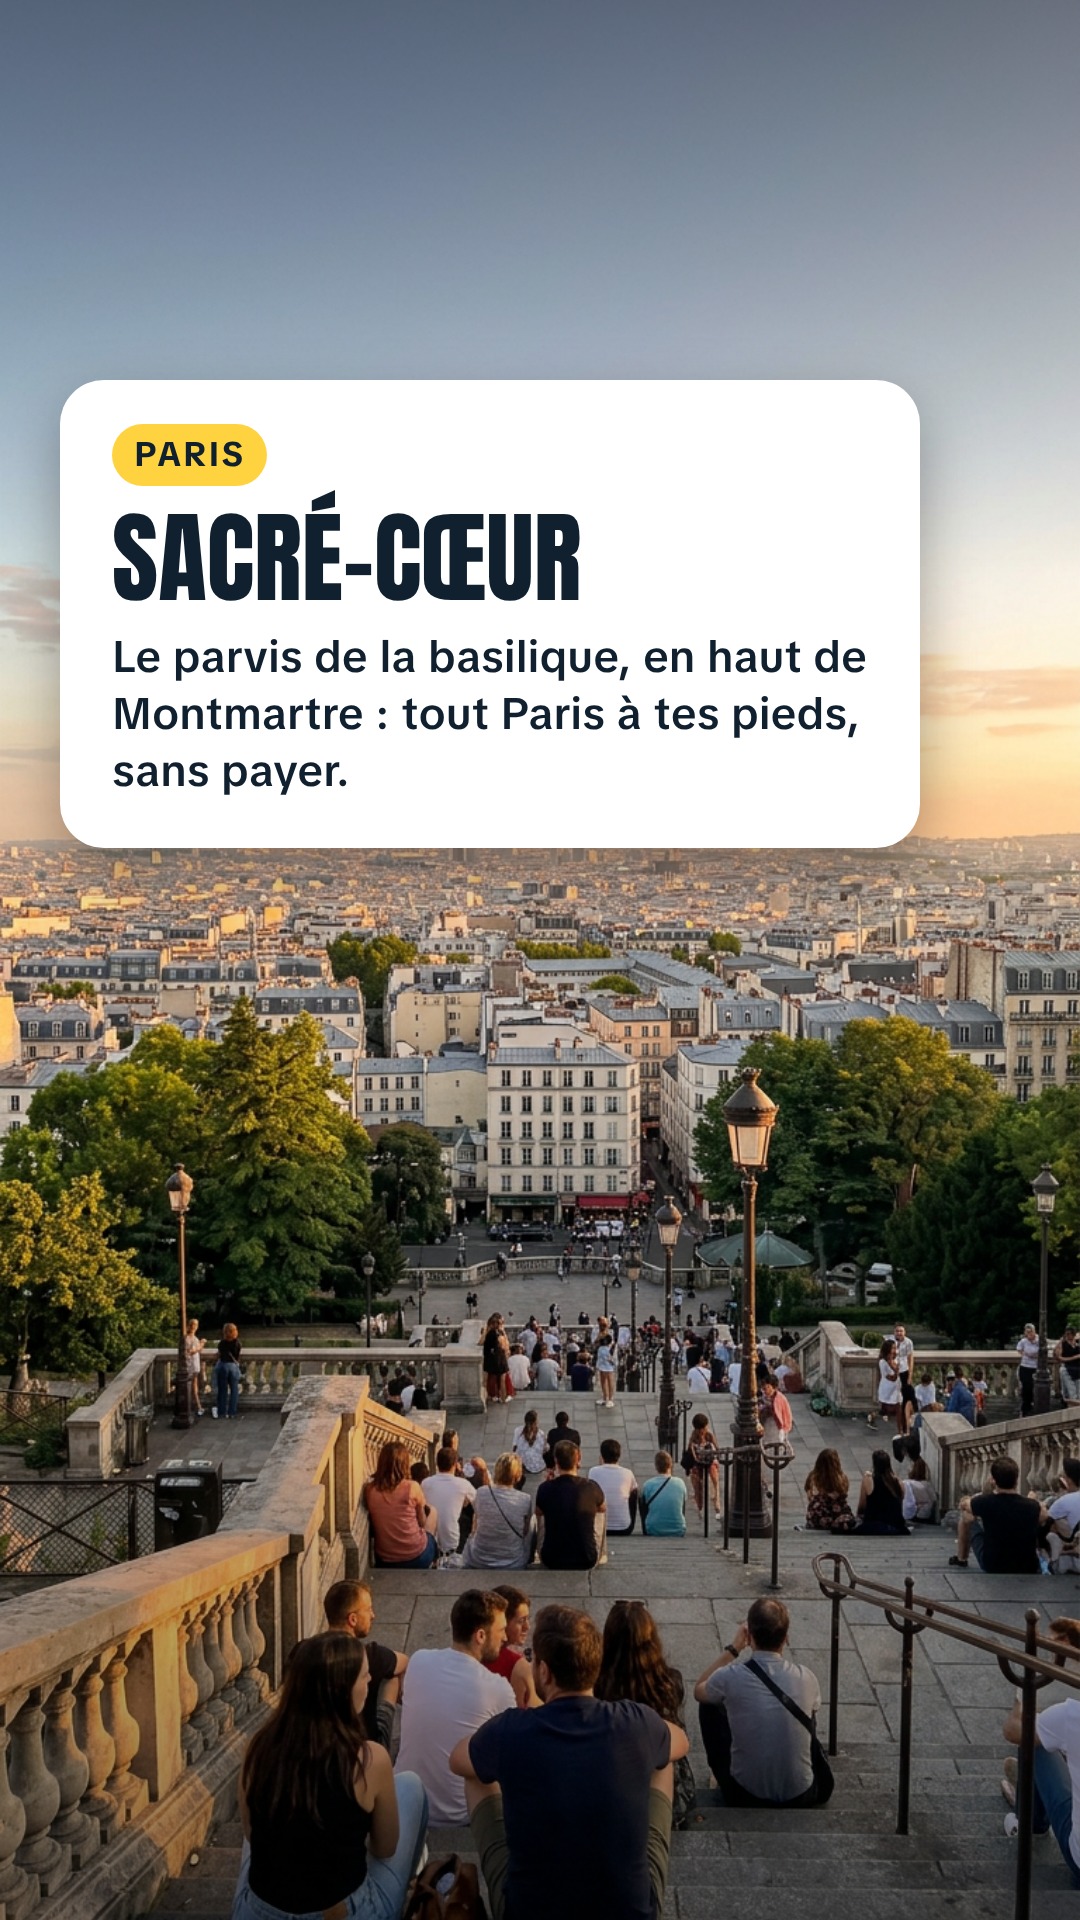 PARIS
SACRÉ-CŒUR
Le parvis de la basilique, en haut de
Montmartre : tout Paris à tes pieds,
sans payer.